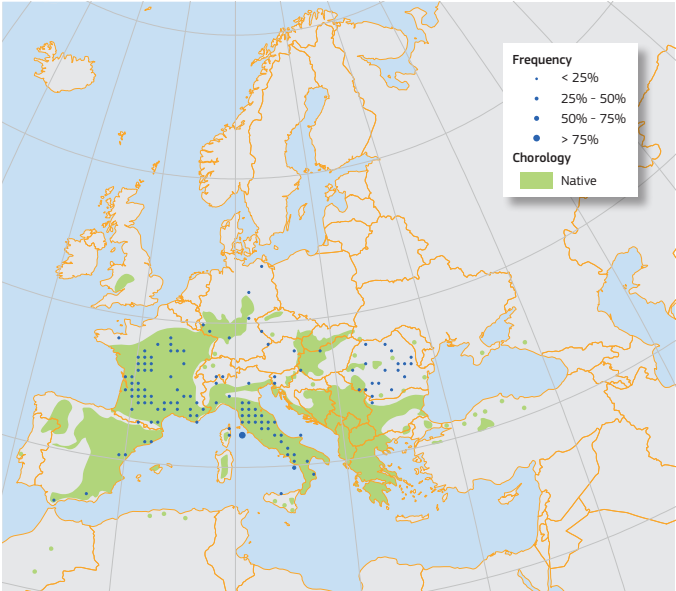 Frequency
< 25%
25% - 50%
50% - 75%
> 75%
Chorology
Native